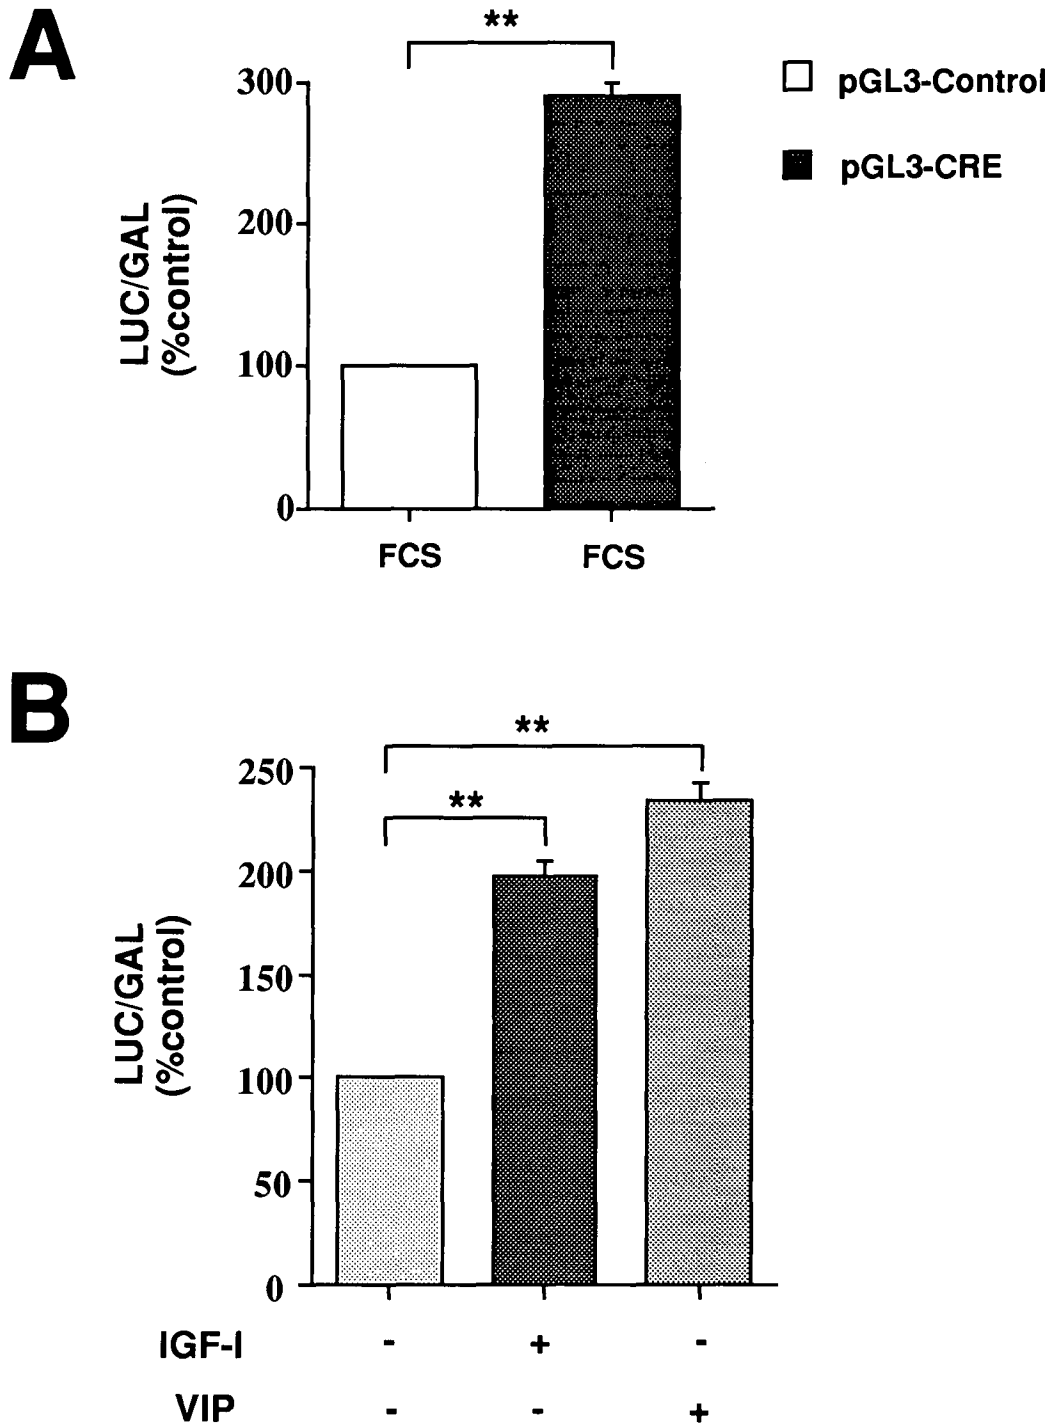 A
**
300
200
100
0
LUC/GAL
(%control)
FCS
FCS
pGL3-Control
pGL3-CRE
B
**
**
250
200
150
100
50
0
LUC/GAL
(%control)
IGF-I - + -
VIP - - +